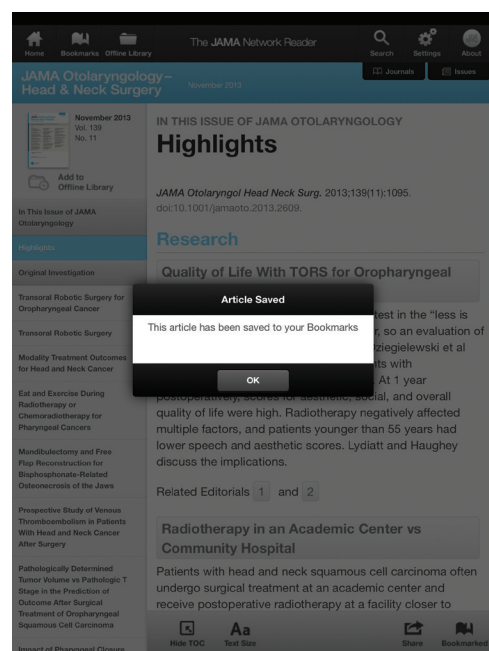 Home
Bookmarks
Offline Library
The JAMA Network Reader
Search
Settings
About
JAMA Otolaryngology–
Head & Neck Surgery
November 2013
Journals
Issues
November 2013
Vol. 139
No. 11
Add to
Offline Library
In This Issue of JAMA
Otolaryngology
Highlights
Original Investigation
Transoral Robotic Surgery for
Oropharyngeal Cancer
Transoral Robotic Surgery
Modality Treatment Outcomes
for Head and Neck Cancer
Eat and Exercise During
Radiotherapy or
Chemoradiotherapy for
Pharyngeal Cancers
Mandibulectomy and Free
Flap Reconstruction for
Bisphosphonate-Related
Osteonecrosis of the Jaws
Prospective Study of Venous
Thromboembolism in Patients
With Head and Neck Cancer
After Surgery
Pathologically Determined
Tumor Volume vs Pathologic T
Stage in the Prediction of
Outcome After Surgical
Treatment of Oropharyngeal
Squamous Cell Carcinoma
Impact of Pharyngeal Closure
IN THIS ISSUE OF JAMA OTOLARYNGOLOGY
Highlights
JAMA Otolaryngol Head Neck Surg. 2013;139(11):1095.
doi:10.1001/jamaoto.2013.2609.
Research
Quality of Life With TORS for Oropharyngeal
Article Saved
This article has been saved to your Bookmarks
OK
test in the “less is
, so an evaluation of
Dziegielewski et al
ts with
. At 1 year
postoperatively, scores for aesthetic, social, and overall
quality of life were high. Radiotherapy negatively affected
multiple factors, and patients younger than 55 years had
lower speech and aesthetic scores. Lydiatt and Haughey
discuss the implications.
Related Editorials 1 and 2
Radiotherapy in an Academic Center vs
Community Hospital
Patients with head and neck squamous cell carcinoma often
undergo surgical treatment at an academic center and
receive postoperative radiotherapy at a facility closer to
Hide TOC
Aa
Text Size
Share
Bookmarked